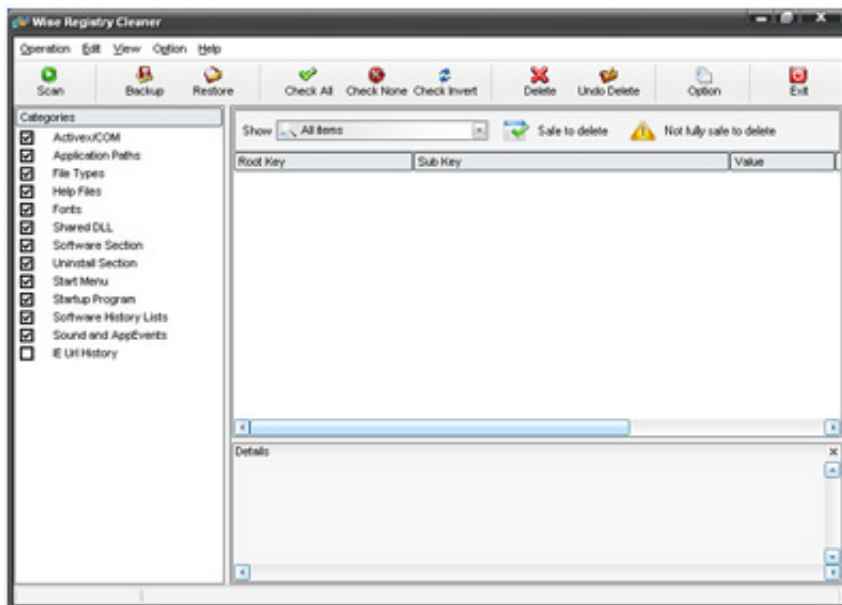 Wise Registry Cleaner
Operation Edit View Option Help
Scan Backup Restore Check All Check None Check Invert Delete Undo Delete Option Exit
Categories
ActiveX/COM
Application Paths
File Types
Help Files
Fonts
Shared DLL
Software Section
Uninstall Section
Start Menu
Startup Program
Software History Lists
Sound and AppEvents
IE Url History
Show All items Safe to delete Not fully safe to delete
Root Key Sub Key Value
Details